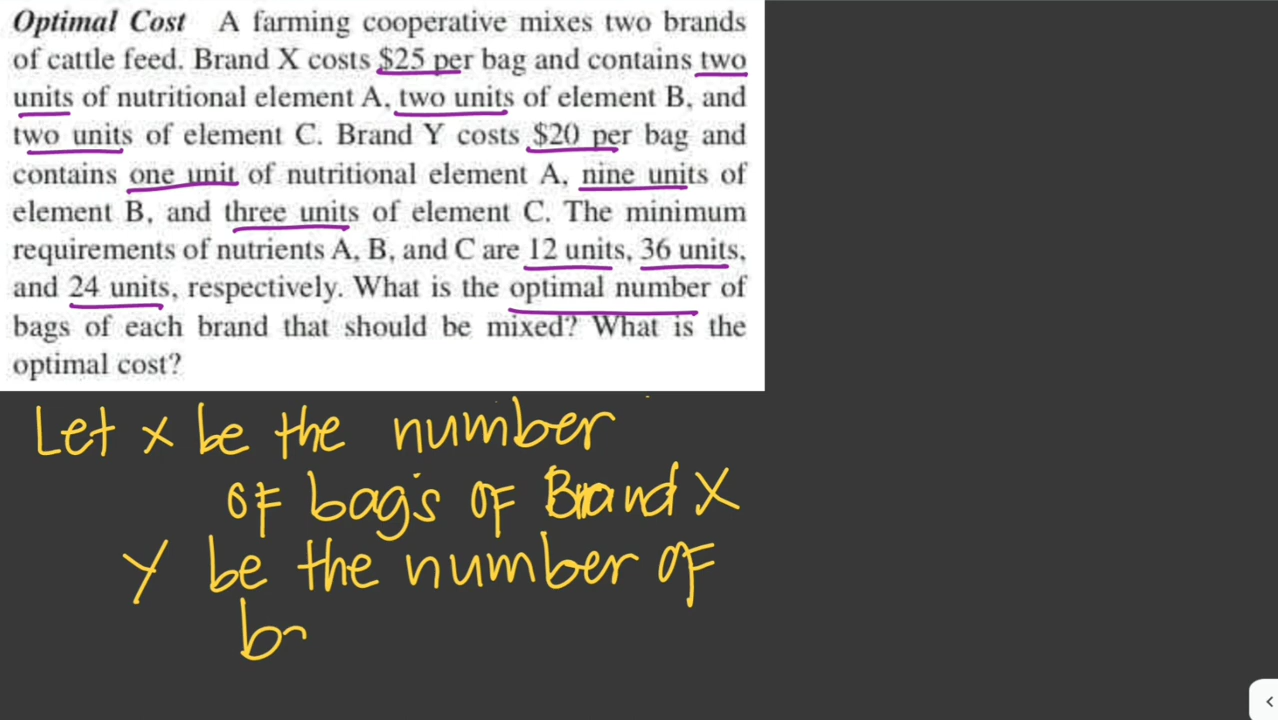 Optimal Cost A farming cooperative mixes two brands
of cattle feed. Brand X costs $25 per bag and contains two
units of nutritional element A, two units of element B, and
two units of element C. Brand Y costs $20 per bag and
contains one unit of nutritional element A, nine units of
element B, and three units of element C. The minimum
requirements of nutrients A, B, and C are 12 units, 36 units,
and 24 units, respectively. What is the optimal number of
bags of each brand that should be mixed? What is the
optimal cost?
Let x be the number
of bags of Brand X
y be the number of